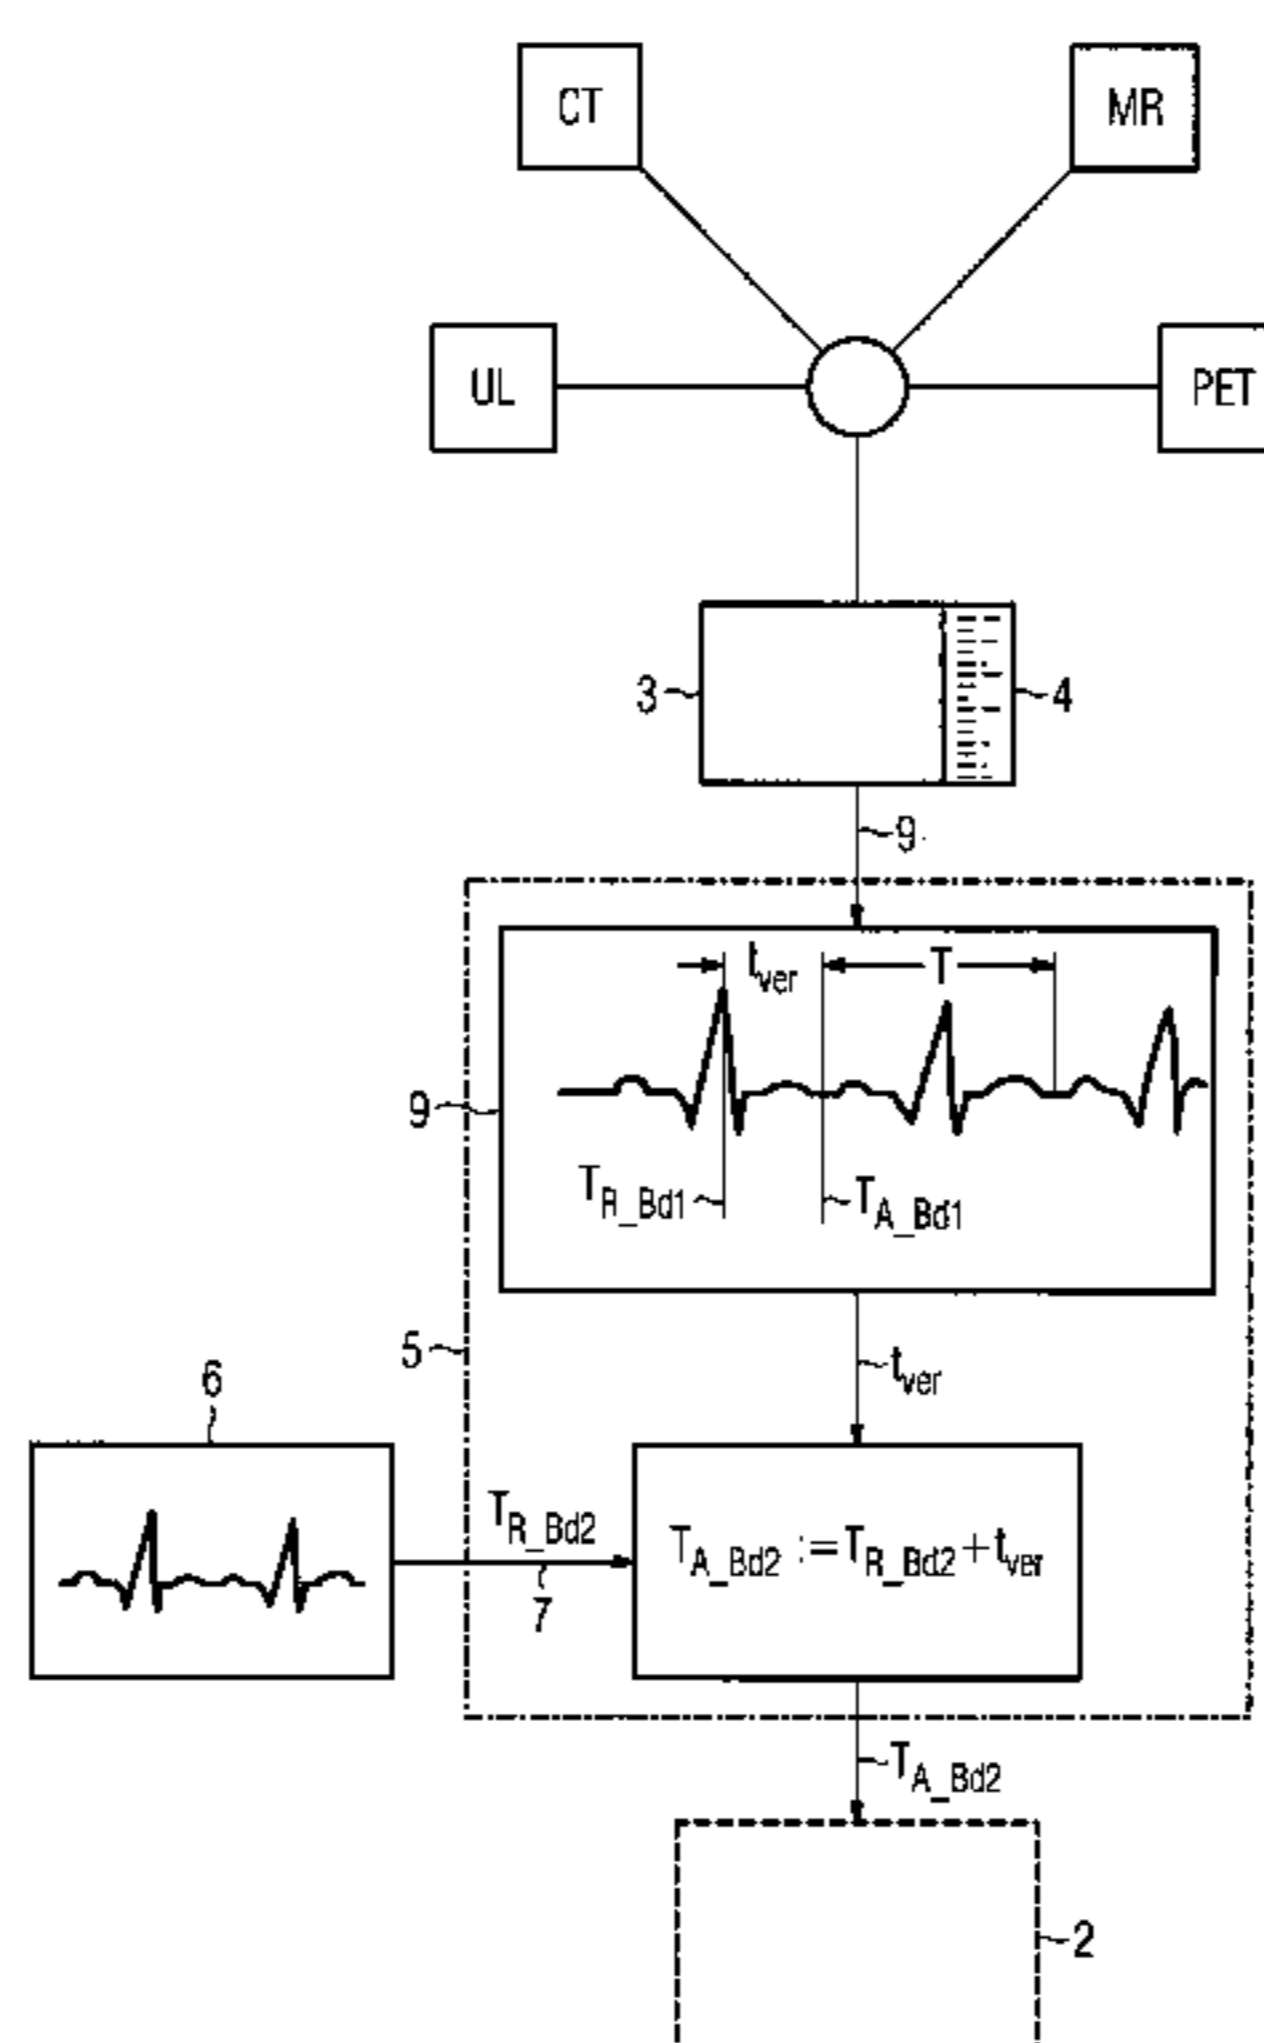 CT
MR
UL
PET
3
4
9
t_ver
T
9
T_R_Bd1
T_A_Bd1
5
t_ver
6
T_R_Bd2
7
T_A_Bd2 := T_R_Bd2 + t_ver
T_A_Bd2
2